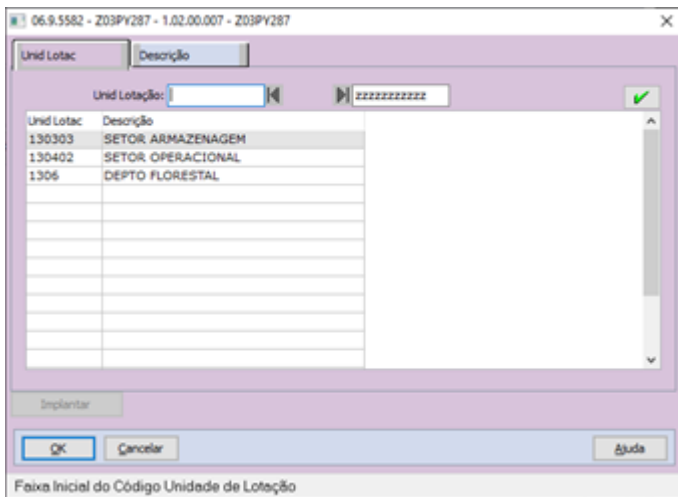 06.9.5582 - Z03PY287 - 1.02.00.007 - Z03PY287
Unid Lotac Descrição
Unid Lotação: zzzzzzzzzzz
Unid Lotac Descrição
130303 SETOR ARMAZENAGEM
130402 SETOR OPERACIONAL
1306 DEPTO FLORESTAL
Implantar
OK Cancelar Ajuda
Faixa Inicial do Código Unidade de Lotação